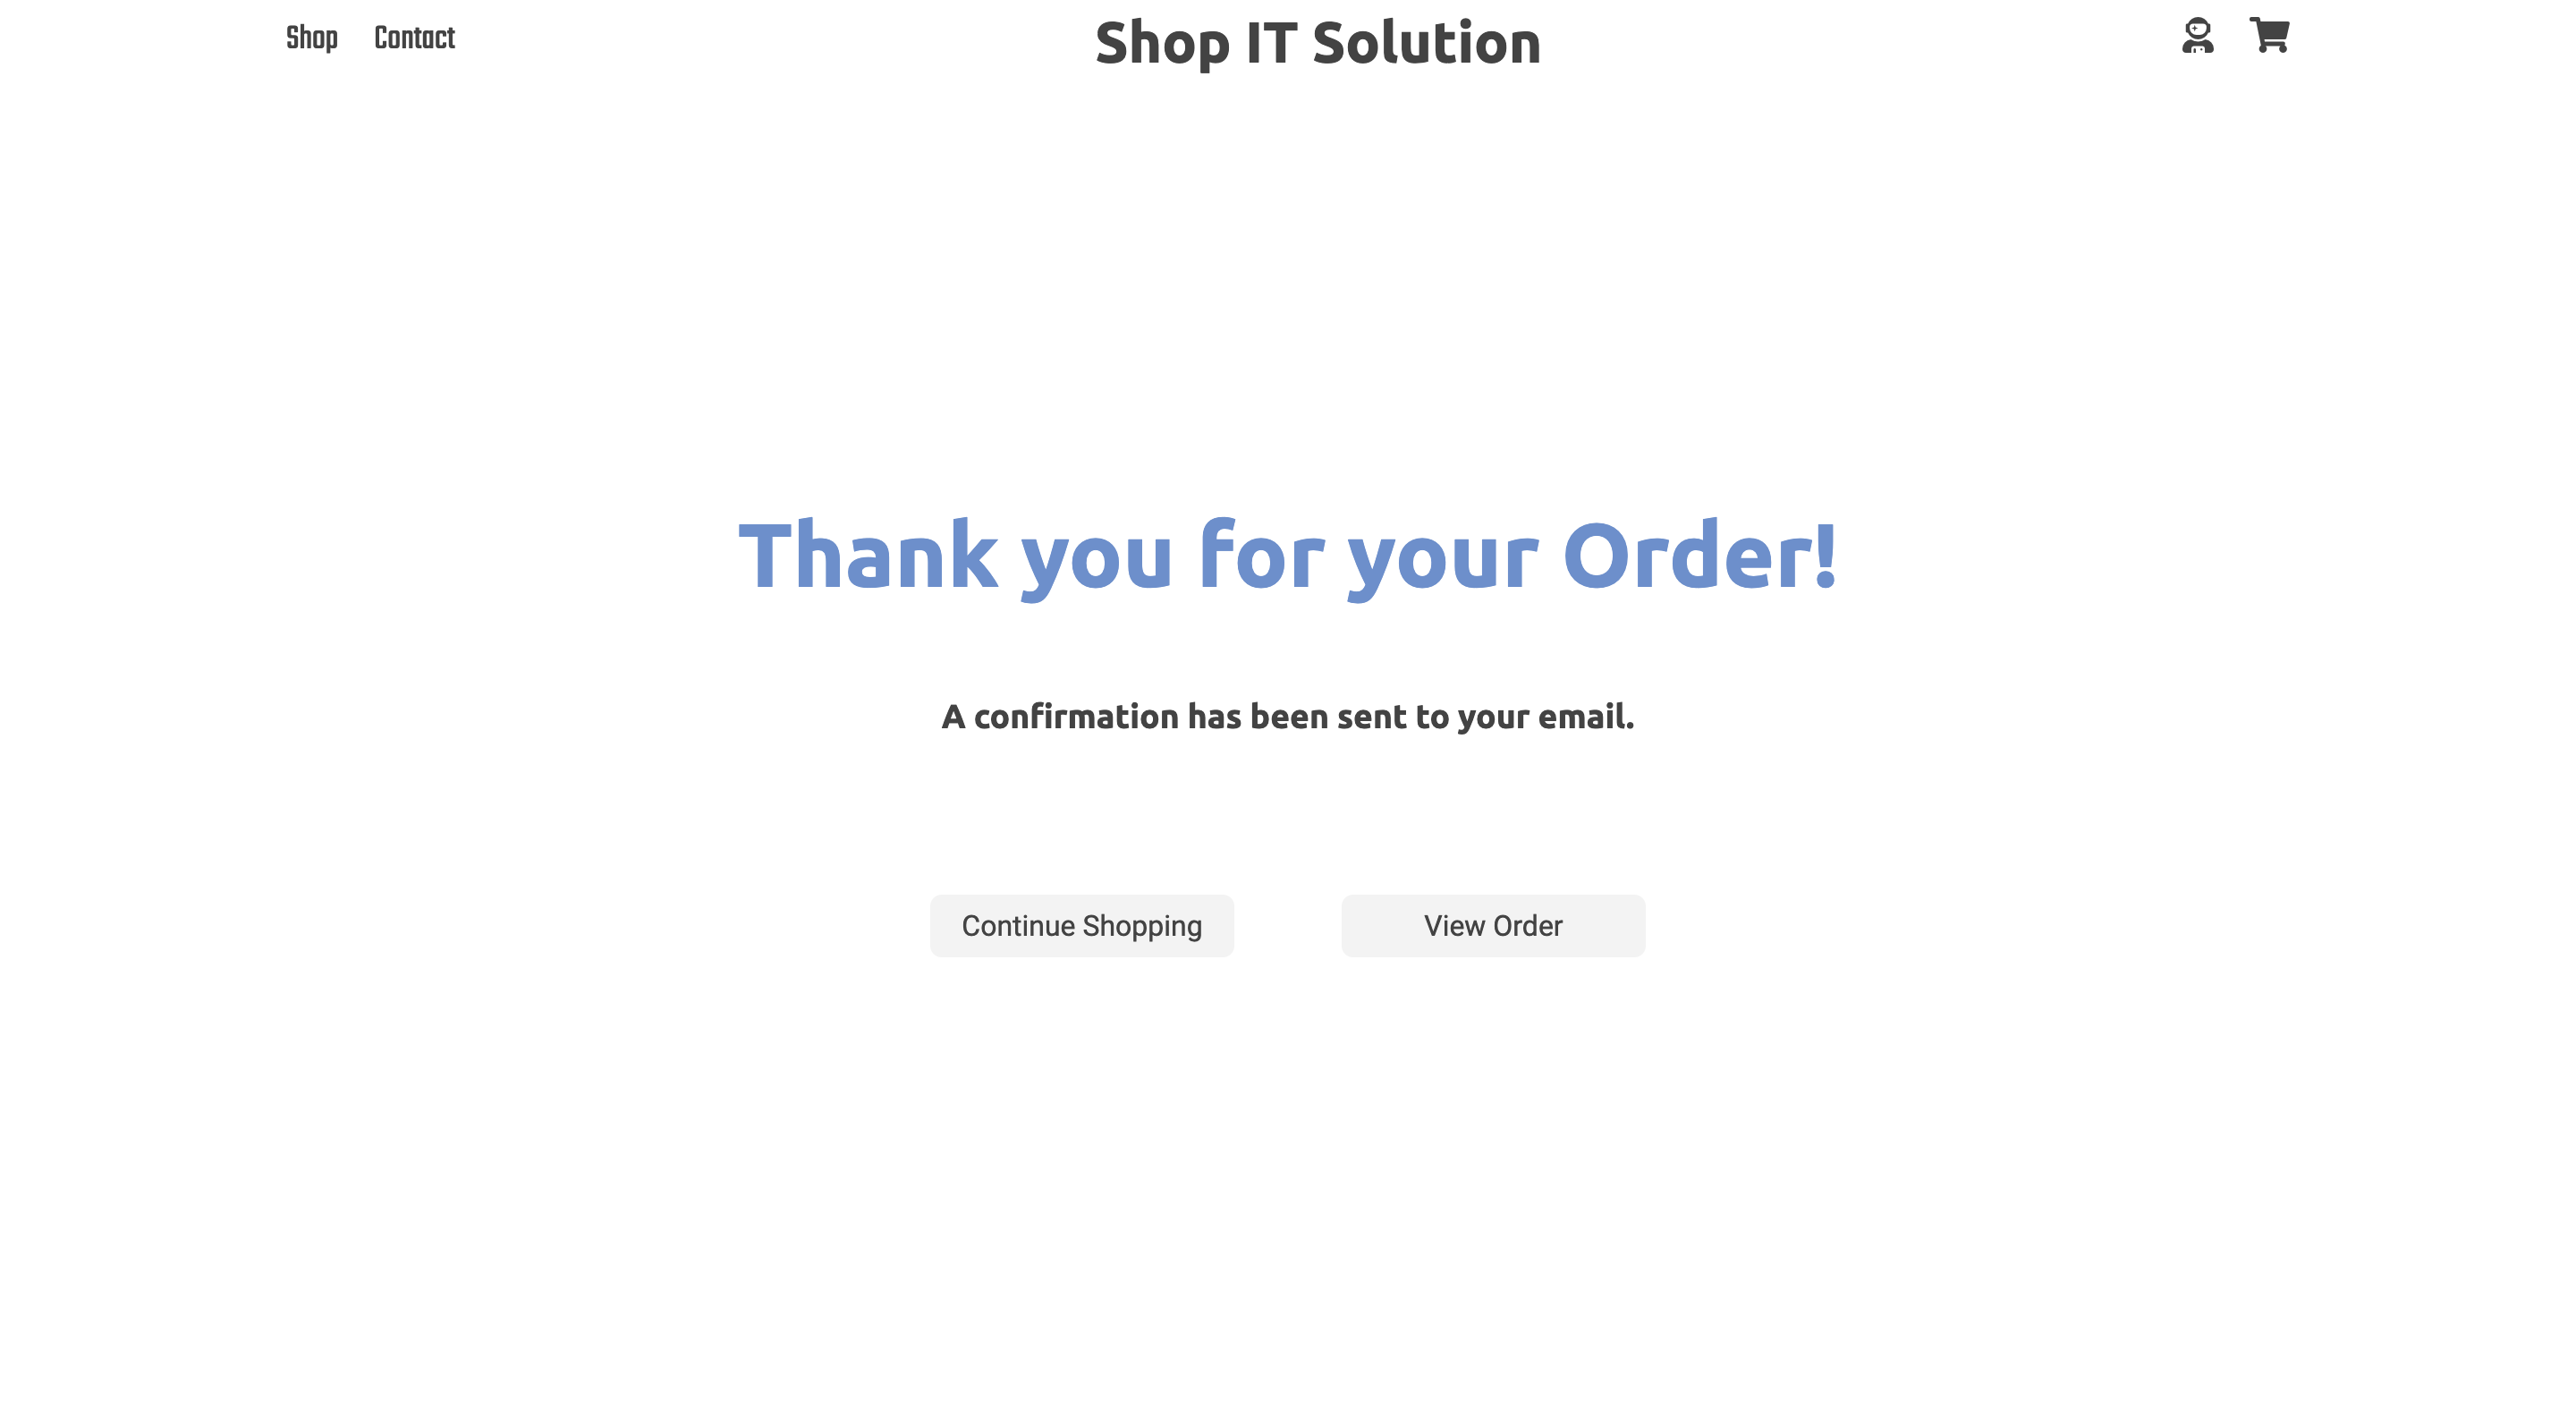 Shop Contact Shop IT Solution
Thank you for your Order!
A confirmation has been sent to your email.
Continue Shopping View Order